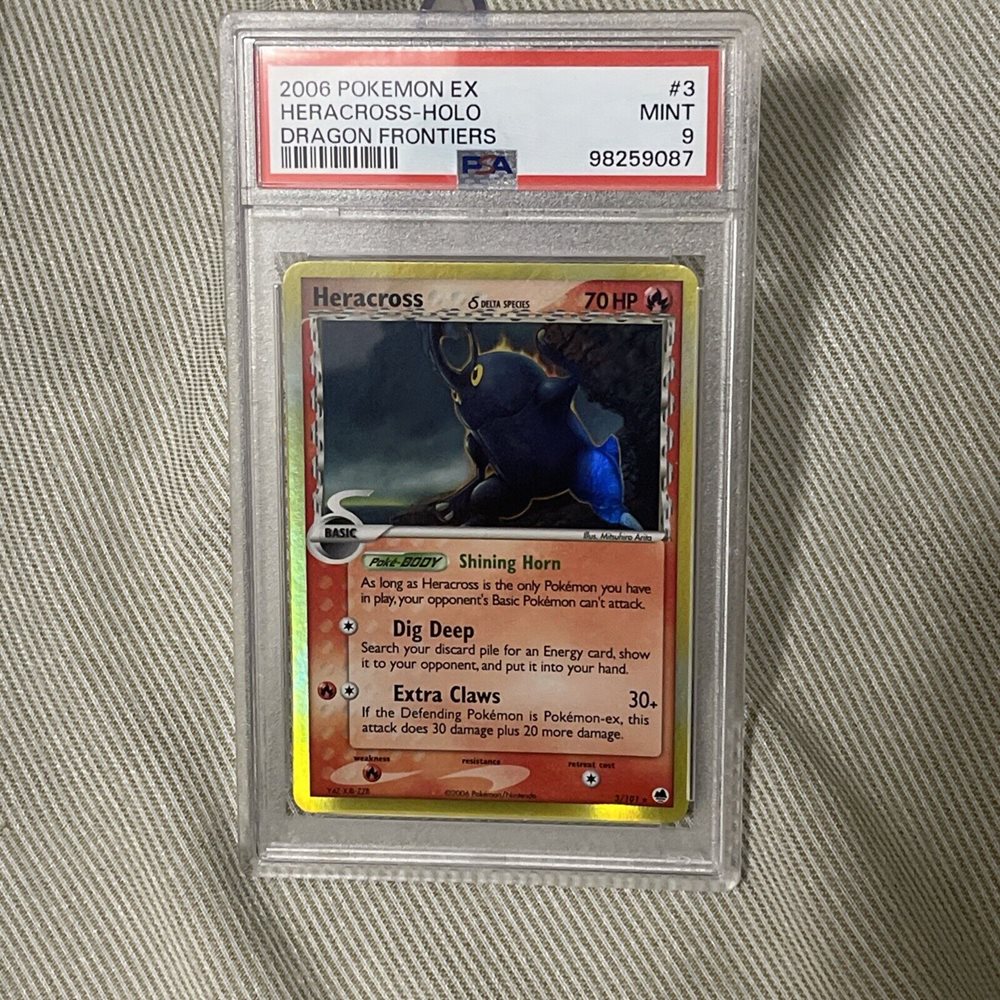 2006 POKEMON EX #3
HERACROSS-HOLO MINT
DRAGON FRONTIERS 9
PSA 98259087
Heracross δ DELTA SPECIES 70 HP
BASIC
Illus. Mitsuhiro Arita
Poké-BODY Shining Horn
As long as Heracross is the only Pokémon you have
in play, your opponent's Basic Pokémon can't attack.
Dig Deep
Search your discard pile for an Energy card, show
it to your opponent, and put it into your hand.
Extra Claws 30+
If the Defending Pokémon is Pokémon-ex, this
attack does 30 damage plus 20 more damage.
weakness resistance retreat cost
©2006 Pokémon/Nintendo 3/101